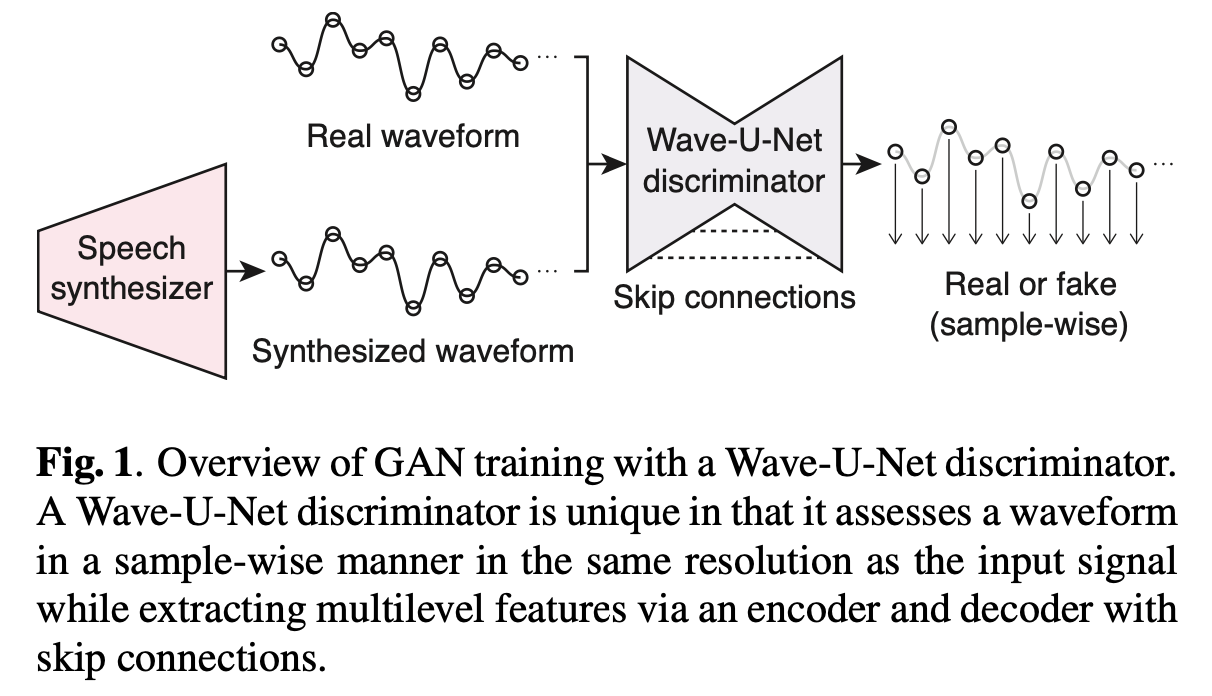 Real waveform
Speech
synthesizer
Synthesized waveform
Wave-U-Net
discriminator
Skip connections
Real or fake
(sample-wise)
Fig. 1. Overview of GAN training with a Wave-U-Net discriminator.
A Wave-U-Net discriminator is unique in that it assesses a waveform
in a sample-wise manner in the same resolution as the input signal
while extracting multilevel features via an encoder and decoder with
skip connections.